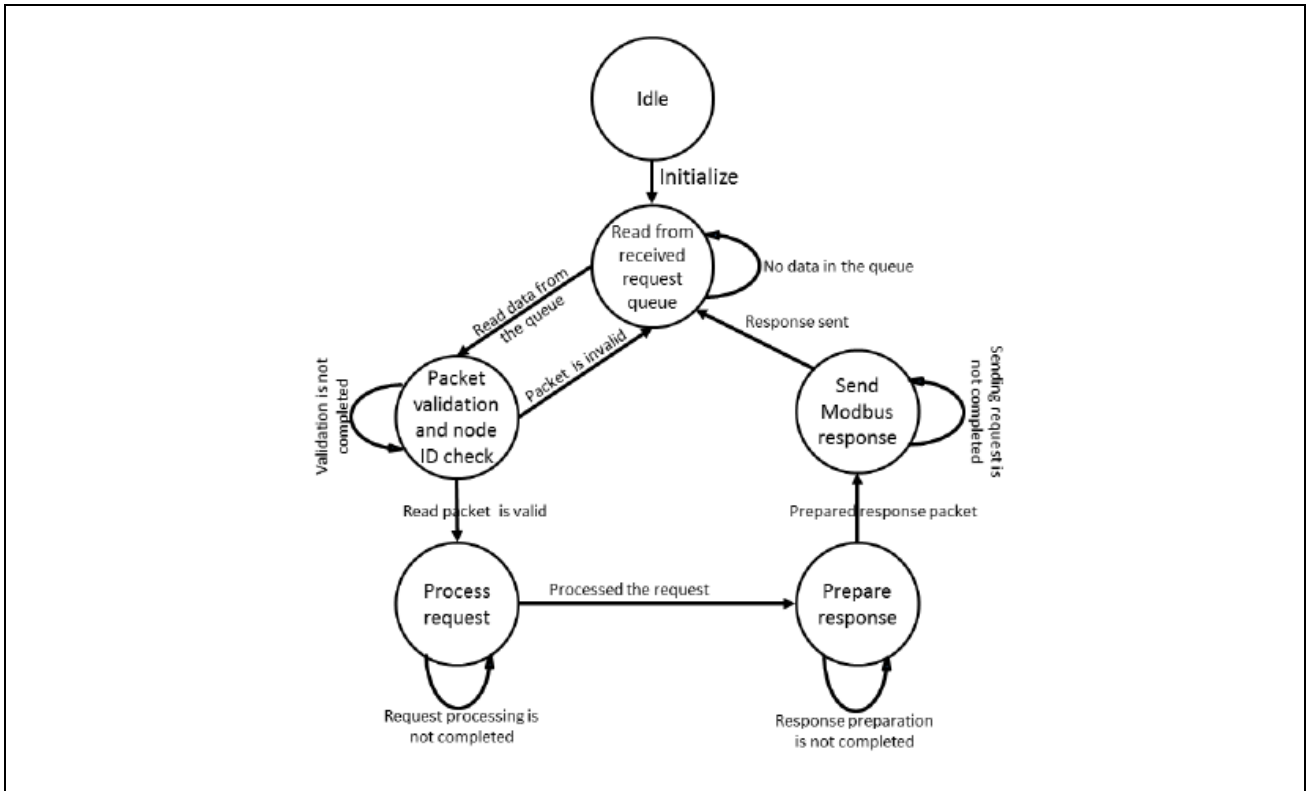 Idle
Initialize
Read from
received
request
queue
No data in the queue
Read data from
the queue
Packet is invalid
Response sent
Validation is not
completed
Packet
validation
and node
ID check
Send
Modbus
response
Sending request is
not completed
Read packet is valid
Prepared response packet
Process
request
Processed the request
Prepare
response
Request processing is
not completed
Response preparation
is not completed